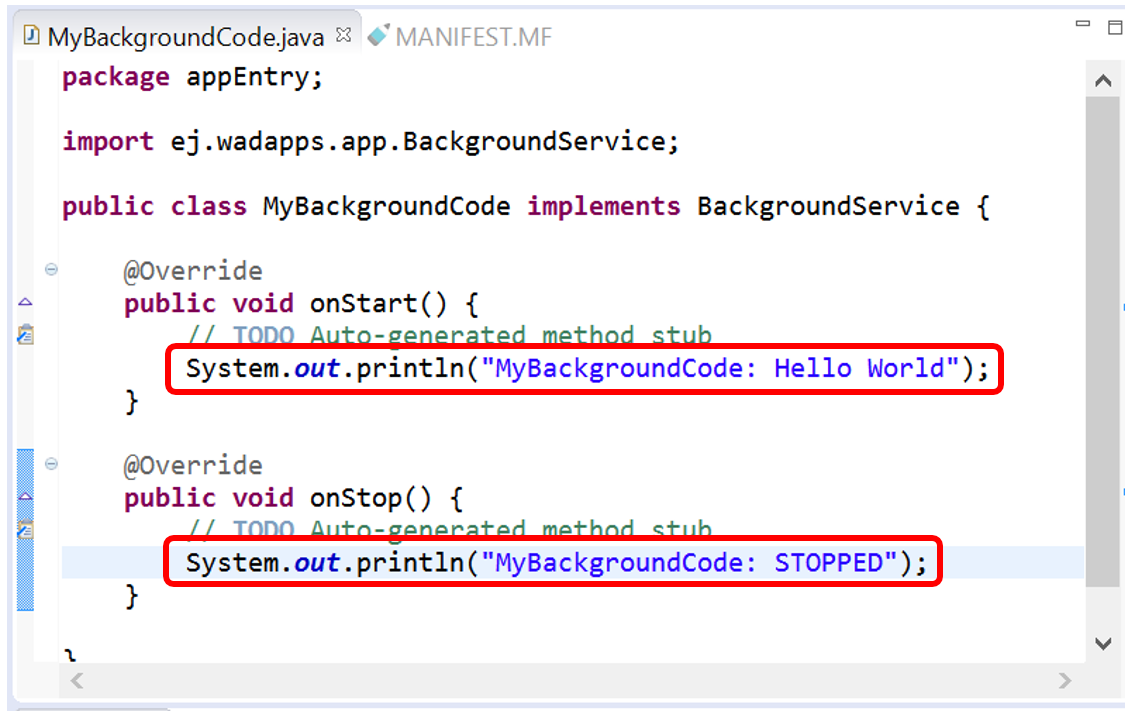 MyBackgroundCode.java MANIFEST.MF
package appEntry;
import ej.wadapps.app.BackgroundService;
public class MyBackgroundCode implements BackgroundService {
@Override
public void onStart() {
// TODO Auto-generated method stub
System.out.println("MyBackgroundCode: Hello World");
}
@Override
public void onStop() {
// TODO Auto-generated method stub
System.out.println("MyBackgroundCode: STOPPED");
}
}